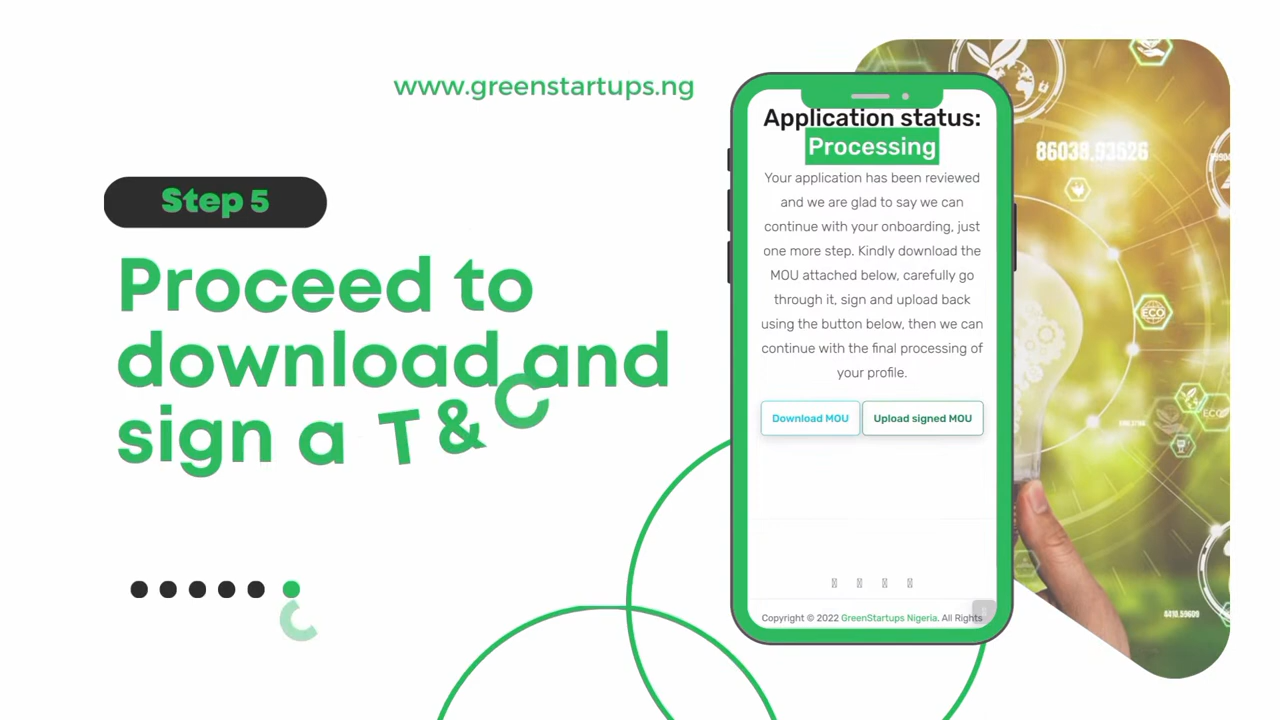 www.greenstartups.ng
Step 5
Proceed to
download and
sign a T & C
Application status:
Processing
Your application has been reviewed
and we are glad to say we can
continue with your onboarding, just
one more step. Kindly download the
MOU attached below, carefully go
through it, sign and upload back
using the button below, then we can
continue with the final processing of
your profile.
Download MOU Upload signed MOU
Copyright © 2022 GreenStartups Nigeria. All Rights
86038.93526
ECO
ECO
4410.59609